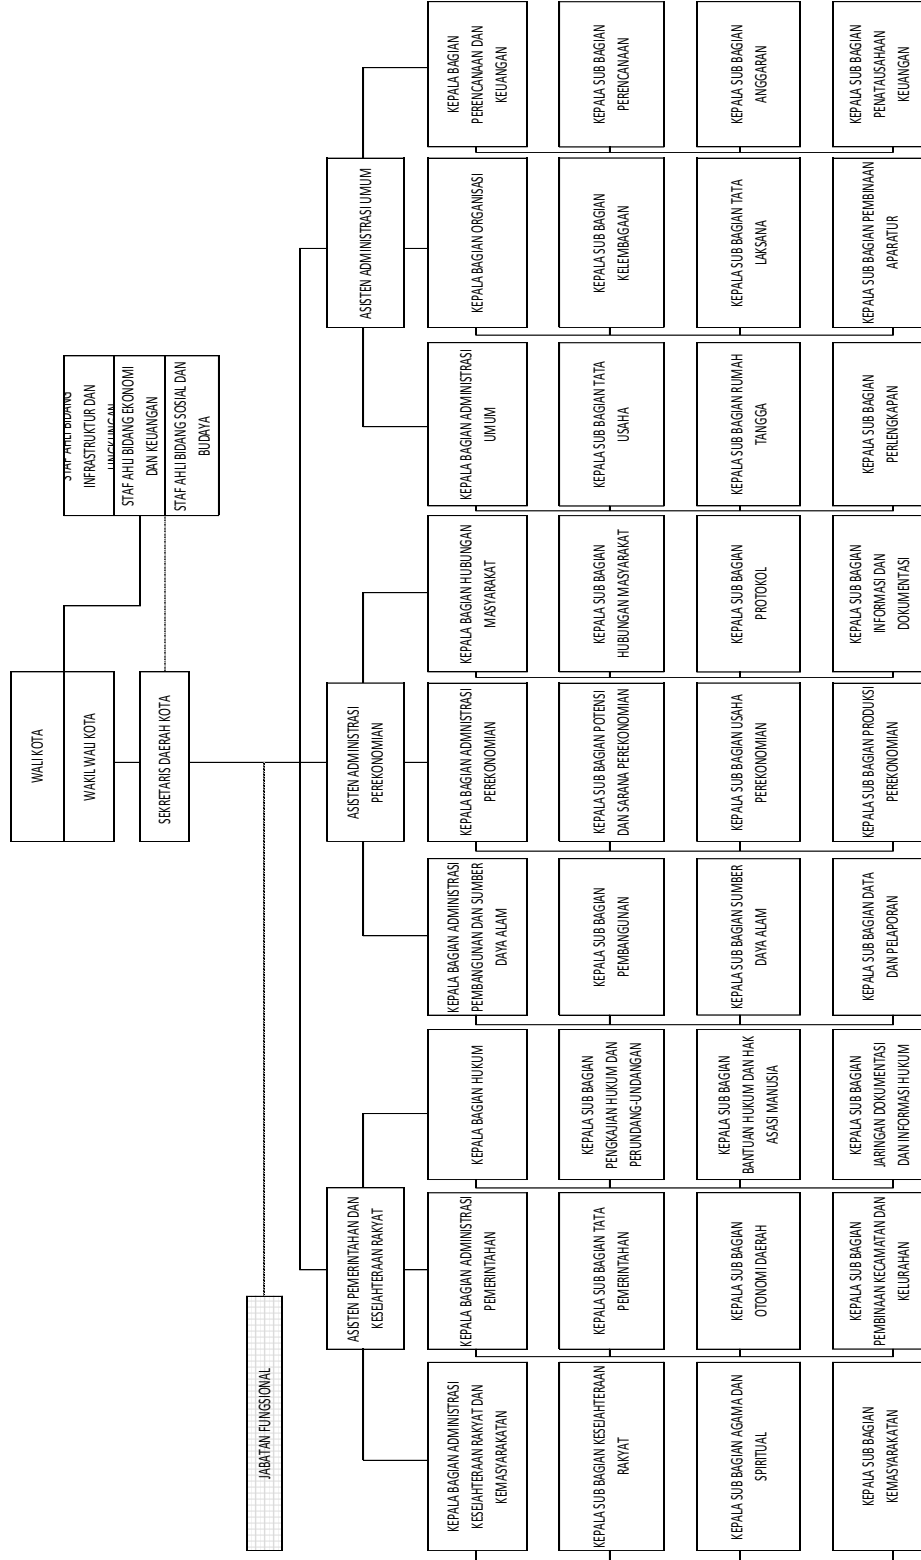 WALI KOTA
WAKIL WALI KOTA
SEKRETARIS DAERAH KOTA
STAF AHLI BIDANG
INFRASTRUKTUR DAN
LINGKUNGAN
STAF AHLI BIDANG EKONOMI
DAN KEUANGAN
STAF AHLI BIDANG SOSIAL DAN
BUDAYA
JABATAN FUNGSIONAL
ASISTEN PEMERINTAHAN DAN
KESEJAHTERAAN RAKYAT
ASISTEN ADMINISTRASI
PEREKONOMIAN
ASISTEN ADMINISTRASI UMUM
KEPALA BAGIAN ADMINISTRASI
KESEJAHTERAAN RAKYAT DAN
KEMASYARAKATAN
KEPALA BAGIAN ADMINISTRASI
PEMERINTAHAN
KEPALA BAGIAN HUKUM
KEPALA BAGIAN ADMINISTRASI
PEMBANGUNAN DAN SUMBER
DAYA ALAM
KEPALA BAGIAN ADMNISTRASI
PEREKONOMIAN
KEPALA BAGIAN HUBUNGAN
MASYARAKAT
KEPALA BAGIAN ADMINISTRASI
UMUM
KEPALA BAGIAN ORGANISASI
KEPALA BAGIAN
PERENCANAAN DAN
KEUANGAN
KEPALA SUB BAGIAN KESEJAHTERAAN
RAKYAT
KEPALA SUB BAGIAN TATA
PEMERINTAHAN
KEPALA SUB BAGIAN
PENGKAJIAN HUKUM DAN
PERUNDANG-UNDANGAN
KEPALA SUB BAGIAN
PEMBANGUNAN
KEPALA SUB BAGIAN POTENSI
DAN SARANA PEREKONOMIAN
KEPALA SUB BAGIAN
HUBUNGAN MASYARAKAT
KEPALA SUB BAGIAN TATA
USAHA
KEPALA SUB BAGIAN
KELEMBAGAAN
KEPALA SUB BAGIAN
PERENCANAAN
KEPALA SUB BAGIAN AGAMA DAN
SPIRITUAL
KEPALA SUB BAGIAN
OTONOMI DAERAH
KEPALA SUB BAGIAN
BANTUAN HUKUM DAN HAK
ASASI MANUSIA
KEPALA SUB BAGIAN SUMBER
DAYA ALAM
KEPALA SUB BAGIAN USAHA
PEREKONOMIAN
KEPALA SUB BAGIAN
PROTOKOL
KEPALA SUB BAGIAN RUMAH
TANGGA
KEPALA SUB BAGIAN TATA
LAKSANA
KEPALA SUB BAGIAN
ANGGARAN
KEPALA SUB BAGIAN
KEMASYARAKATAN
KEPALA SUB BAGIAN
PEMBINAAN KECAMATAN DAN
KELURAHAN
KEPALA SUB BAGIAN
JARINGAN DOKUMENTASI
DAN INFORMASI HUKUM
KEPALA SUB BAGIAN DATA
DAN PELAPORAN
KEPALA SUB BAGIAN PRODUKSI
PEREKONOMIAN
KEPALA SUB BAGIAN
INFORMASI DAN
DOKUMENTASI
KEPALA SUB BAGIAN
PERLENGKAPAN
KEPALA SUB BAGIAN PEMBINAAN
APARATUR
KEPALA SUB BAGIAN
PENATAUSAHAAN
KEUANGAN